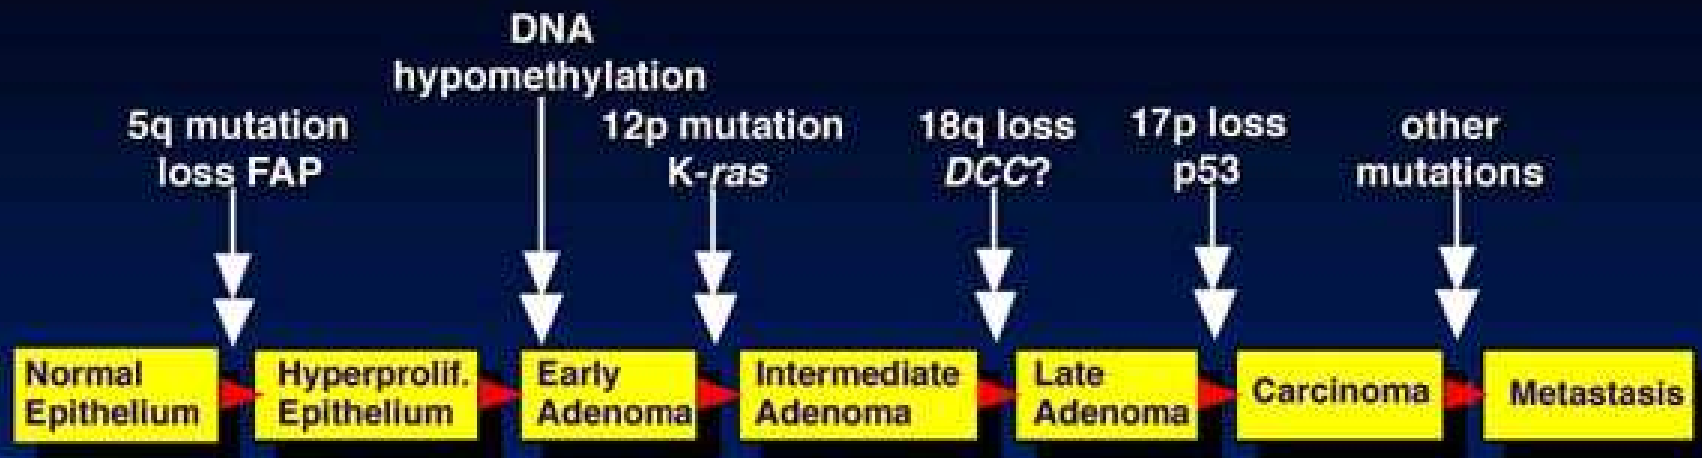 DNA
hypomethylation
5q mutation
loss FAP
12p mutation
K-ras
18q loss
DCC?
17p loss
p53
other
mutations
Normal
Epithelium
Hyperprolif.
Epithelium
Early
Adenoma
Intermediate
Adenoma
Late
Adenoma
Carcinoma
Metastasis